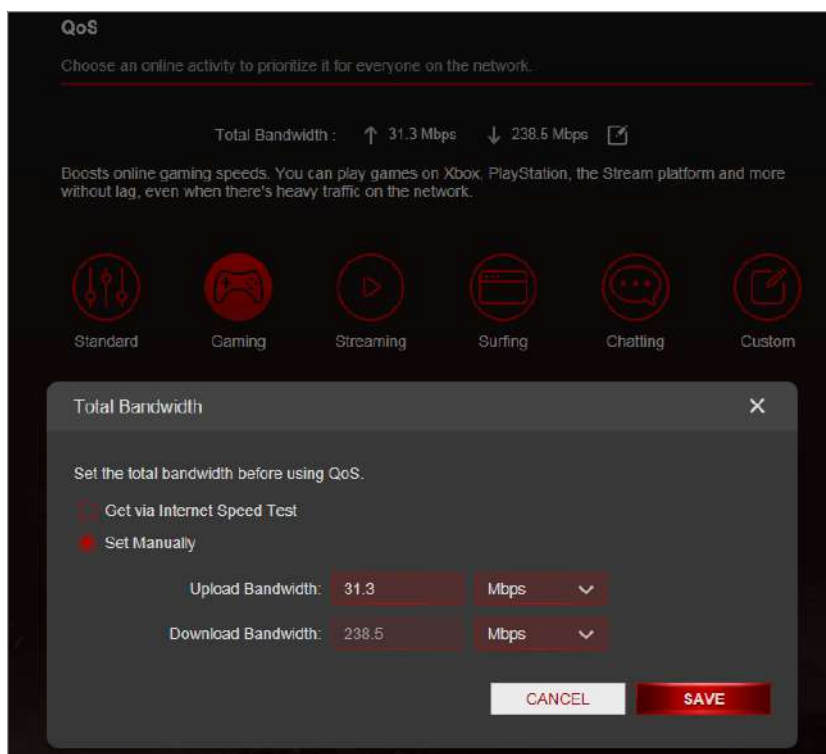 QoS
Choose an online activity to prioritize it for everyone on the network.
Total Bandwidth : 31.3 Mbps 238.5 Mbps
Boosts online gaming speeds. You can play games on Xbox, PlayStation, the Stream platform and more
without lag, even when there's heavy traffic on the network.
Standard Gaming Streaming Surfing Chatting Custom
Total Bandwidth
Set the total bandwidth before using QoS.
Get via Internet Speed Test
Set Manually
Upload Bandwidth: 31.3 Mbps
Download Bandwidth: 238.5 Mbps
CANCEL SAVE